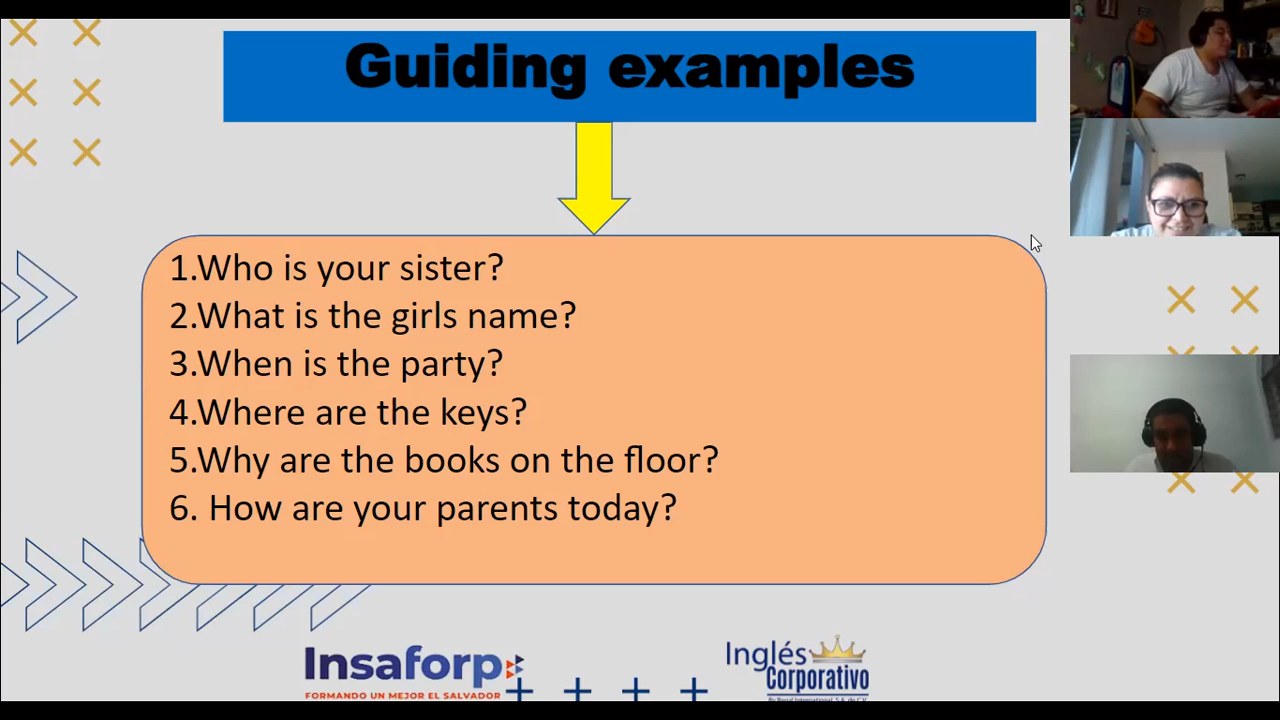 Guiding examples
1.Who is your sister?
2.What is the girls name?
3.When is the party?
4.Where are the keys?
5.Why are the books on the floor?
6. How are your parents today?
Insaforp
FORMANDO UN MEJOR EL SALVADOR
Inglés
Corporativo